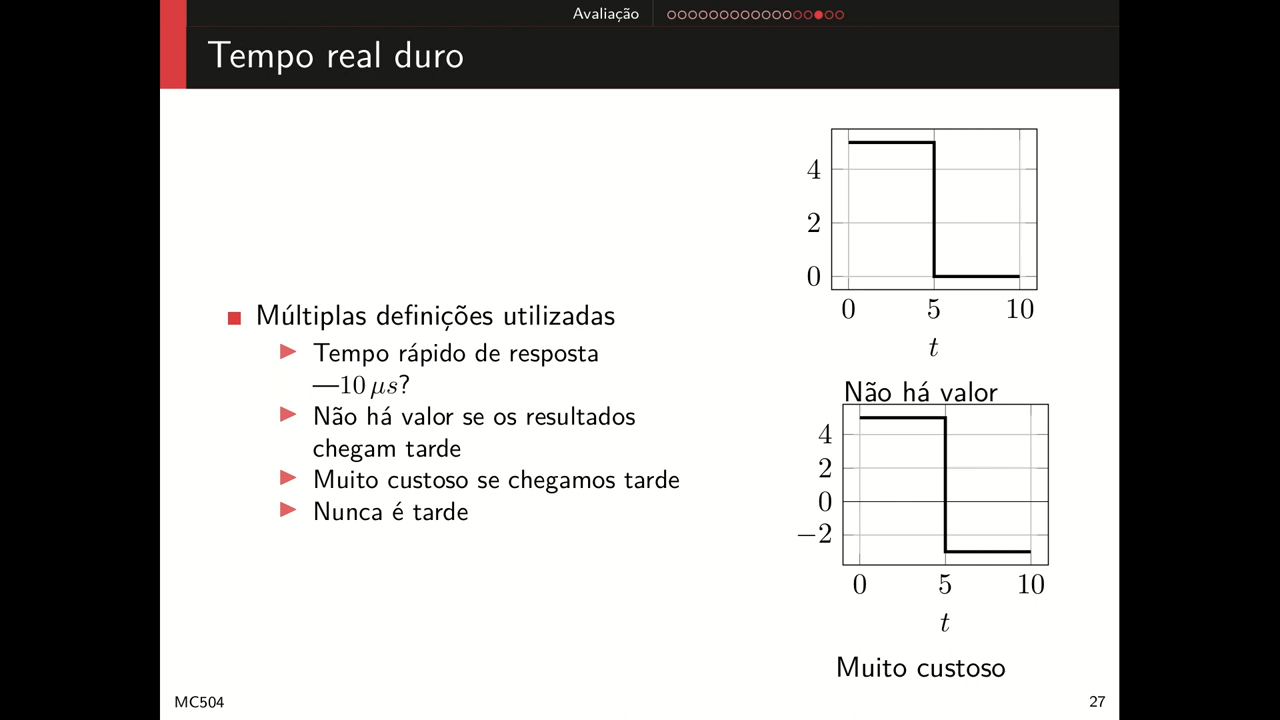 Avaliação
Tempo real duro
Múltiplas definições utilizadas
Tempo rápido de resposta
—10 µs?
Não há valor se os resultados
chegam tarde
Muito custoso se chegamos tarde
Nunca é tarde
4
2
0
0 5 10
t
Não há valor
4
2
0
−2
0 5 10
t
Muito custoso
MC504
27